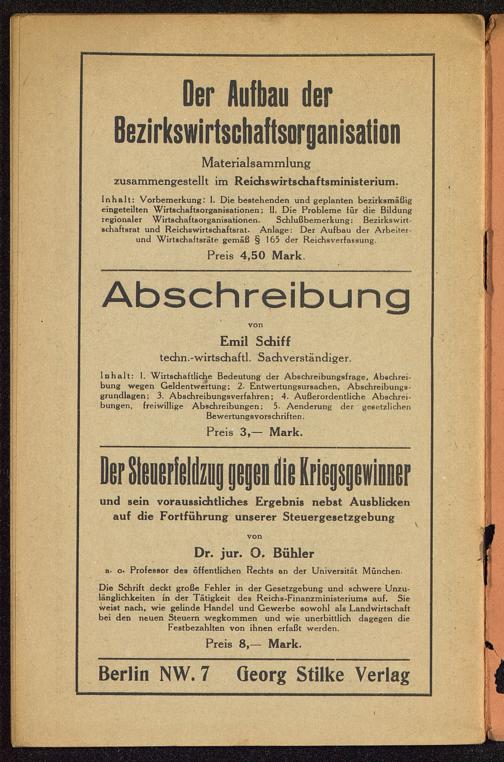 Der Aufbau der
Bezirkswirtschaftsorganisation
Materialsammlung
zusammengestellt im Reichswirtschaftsministerium.
Inhalt: Vorbemerkung: I. Die bestehenden und geplanten bezirksmäßig
eingeteilten Wirtschaftsorganisationen; II. Die Probleme für die Bildung
regionaler Wirtschaftsorganisationen. Schlußbemerkung: Bezirkswirt-
schaftsrat und Reichswirtschaftsrat. Anlage: Der Aufbau der Arbeiter-
und Wirtschaftsräte gemäß § 165 der Reichsverfassung.
Preis 4,50 Mark.
Abschreibung
von
Emil Schiff
techn.-wirtschaftl. Sachverständiger.
Inhalt: 1. Wirtschaftliche Bedeutung der Abschreibungsfrage, Abschrei-
bung wegen Geldentwertung; 2. Entwertungsursachen, Abschreibungs-
grundlagen; 3. Abschreibungsverfahren; 4. Außerordentliche Abschrei-
bungen, freiwillige Abschreibungen; 5. Aenderung der gesetzlichen
Bewertungsvorschriften.
Preis 3,— Mark.
Der Steuerfeldzug gegen die Kriegsgewinner
und sein voraussichtliches Ergebnis nebst Ausblicken
auf die Fortführung unserer Steuergesetzgebung
von
Dr. jur. O. Bühler
a. o. Professor des öffentlichen Rechts an der Universität München.
Die Schrift deckt große Fehler in der Gesetzgebung und schwere Unzu-
länglichkeiten in der Tätigkeit des Reichs-Finanzministeriums auf. Sie
weist nach, wie gelinde Handel und Gewerbe sowohl als Landwirtschaft
bei den neuen Steuern wegkommen und wie unerbittlich dagegen die
Festbezahlten von ihnen erfaßt werden.
Preis 8,— Mark.
Berlin NW. 7 Georg Stilke Verlag